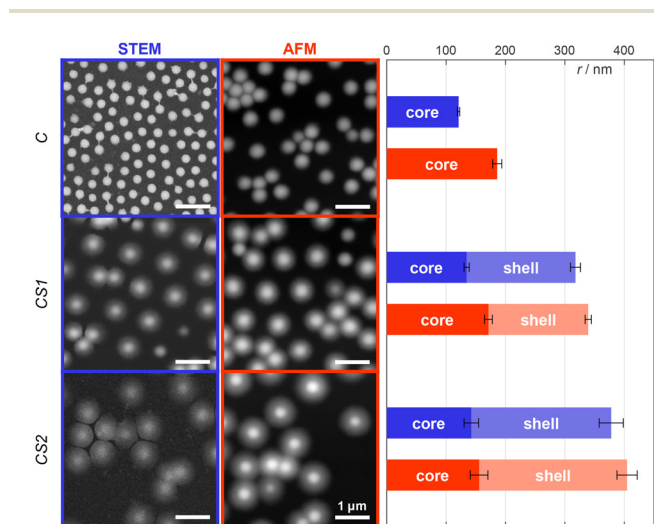 STEM AFM 0 100 200 300 400
r / nm
C
core
core
CS1
core shell
core shell
CS2
core shell
core shell
1 μm